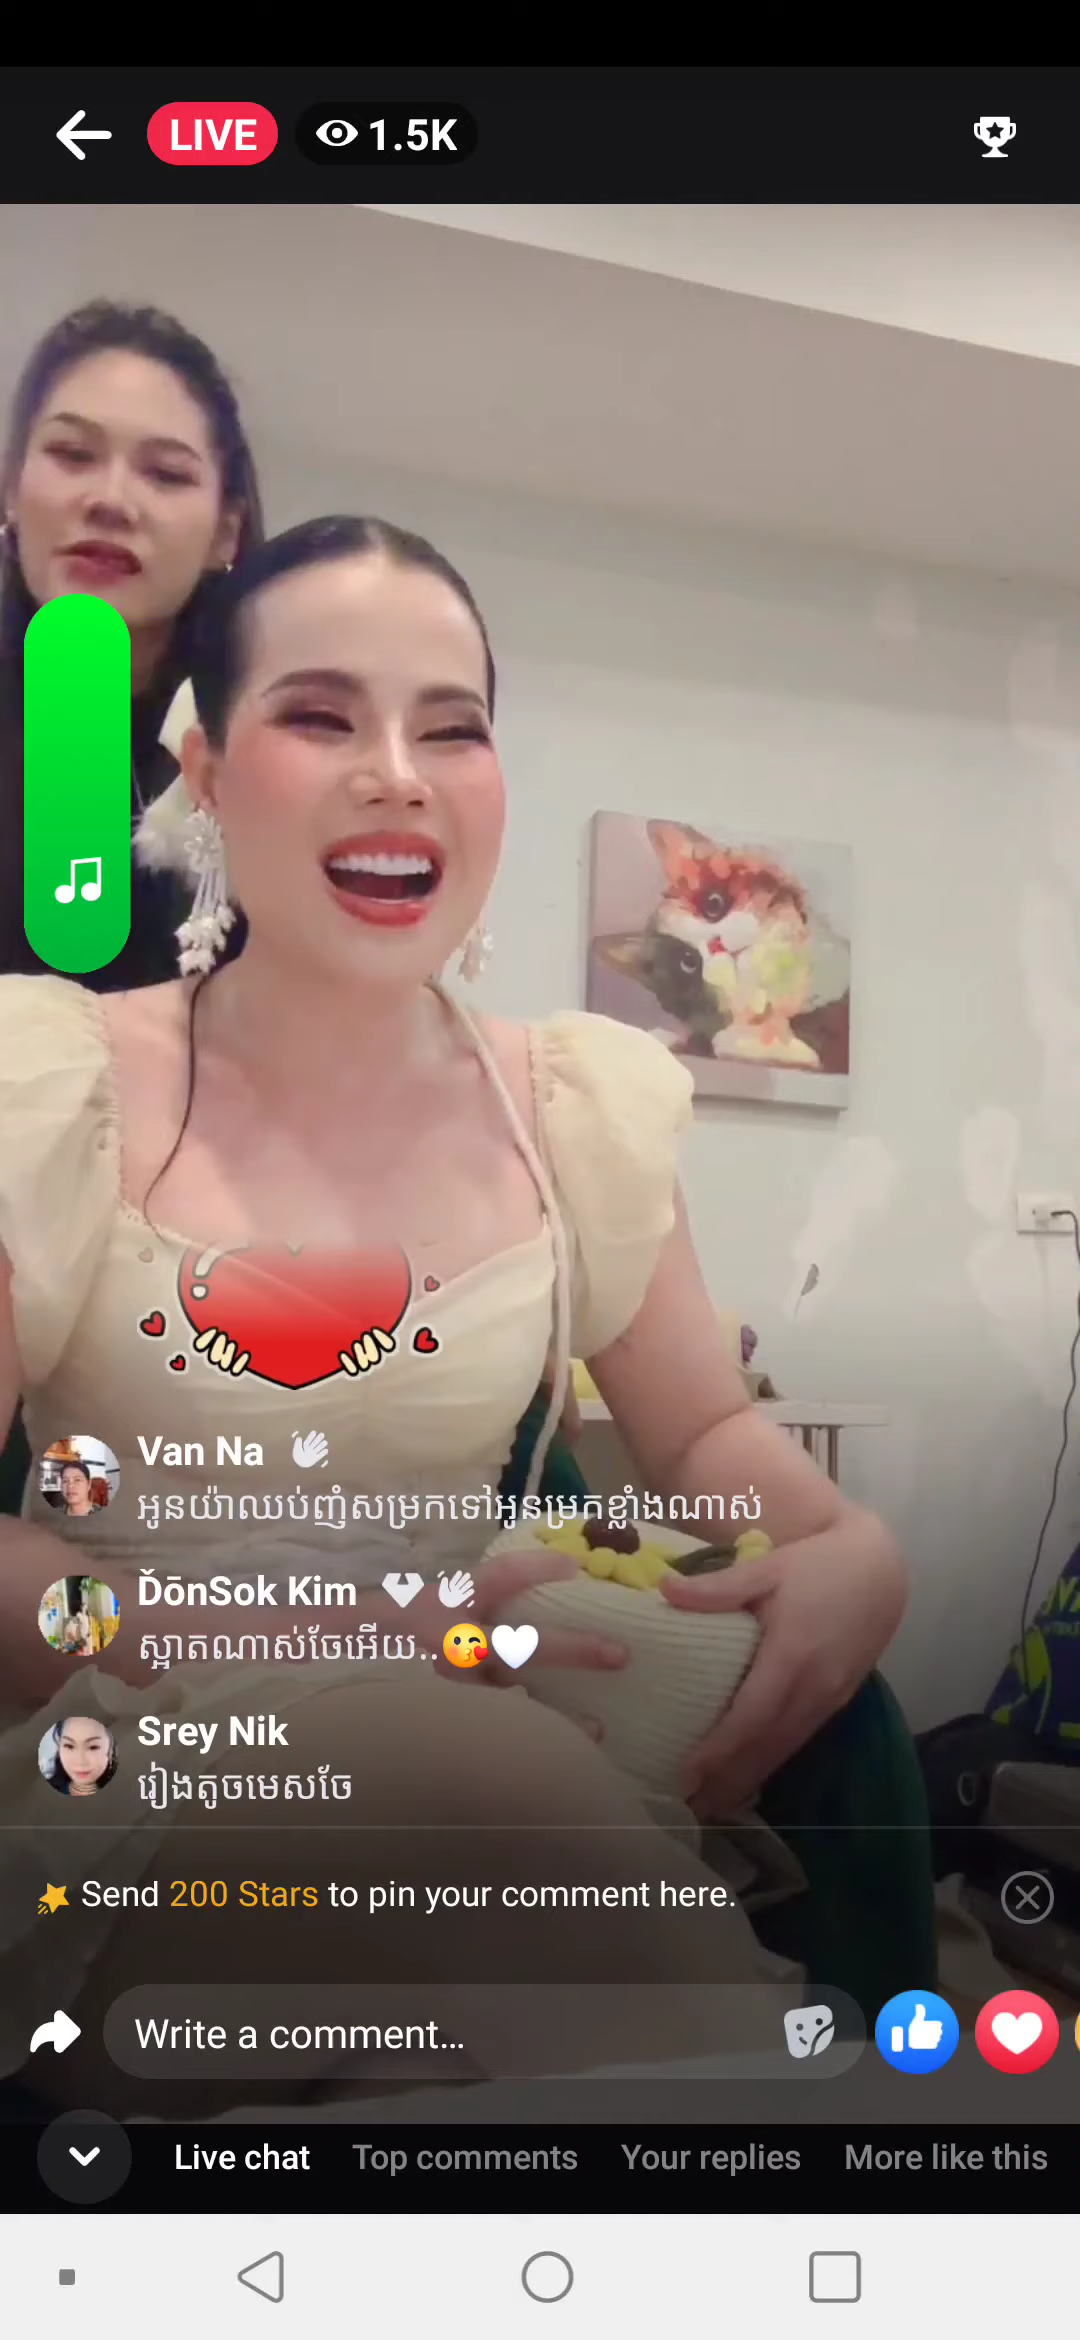 LIVE 1.5K
Van Na
អូនយ៉ាឈប់ញ៉ាំសម្រកទៅអូនម្រកខ្លាំងណាស់
ĎōnSok Kim
ស្អាតណាស់ចែអើយ..😘🤍
Srey Nik
រៀងតូចមេសចែ
Send 200 Stars to pin your comment here.
Write a comment...
Live chat Top comments Your replies More like this